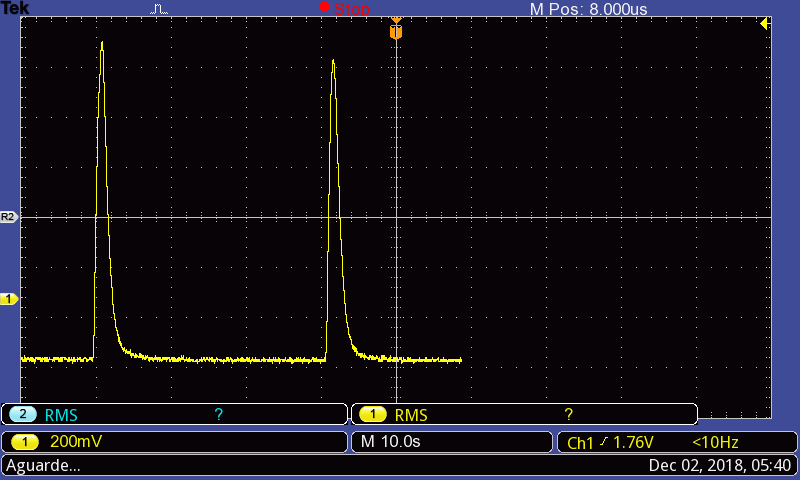 Tek Stop M Pos: 8.000us
T
R2
1
2 RMS ? 1 RMS ?
1 200mV M 10.0s Ch1 1.76V <10Hz
Aguarde... Dec 02, 2018, 05:40